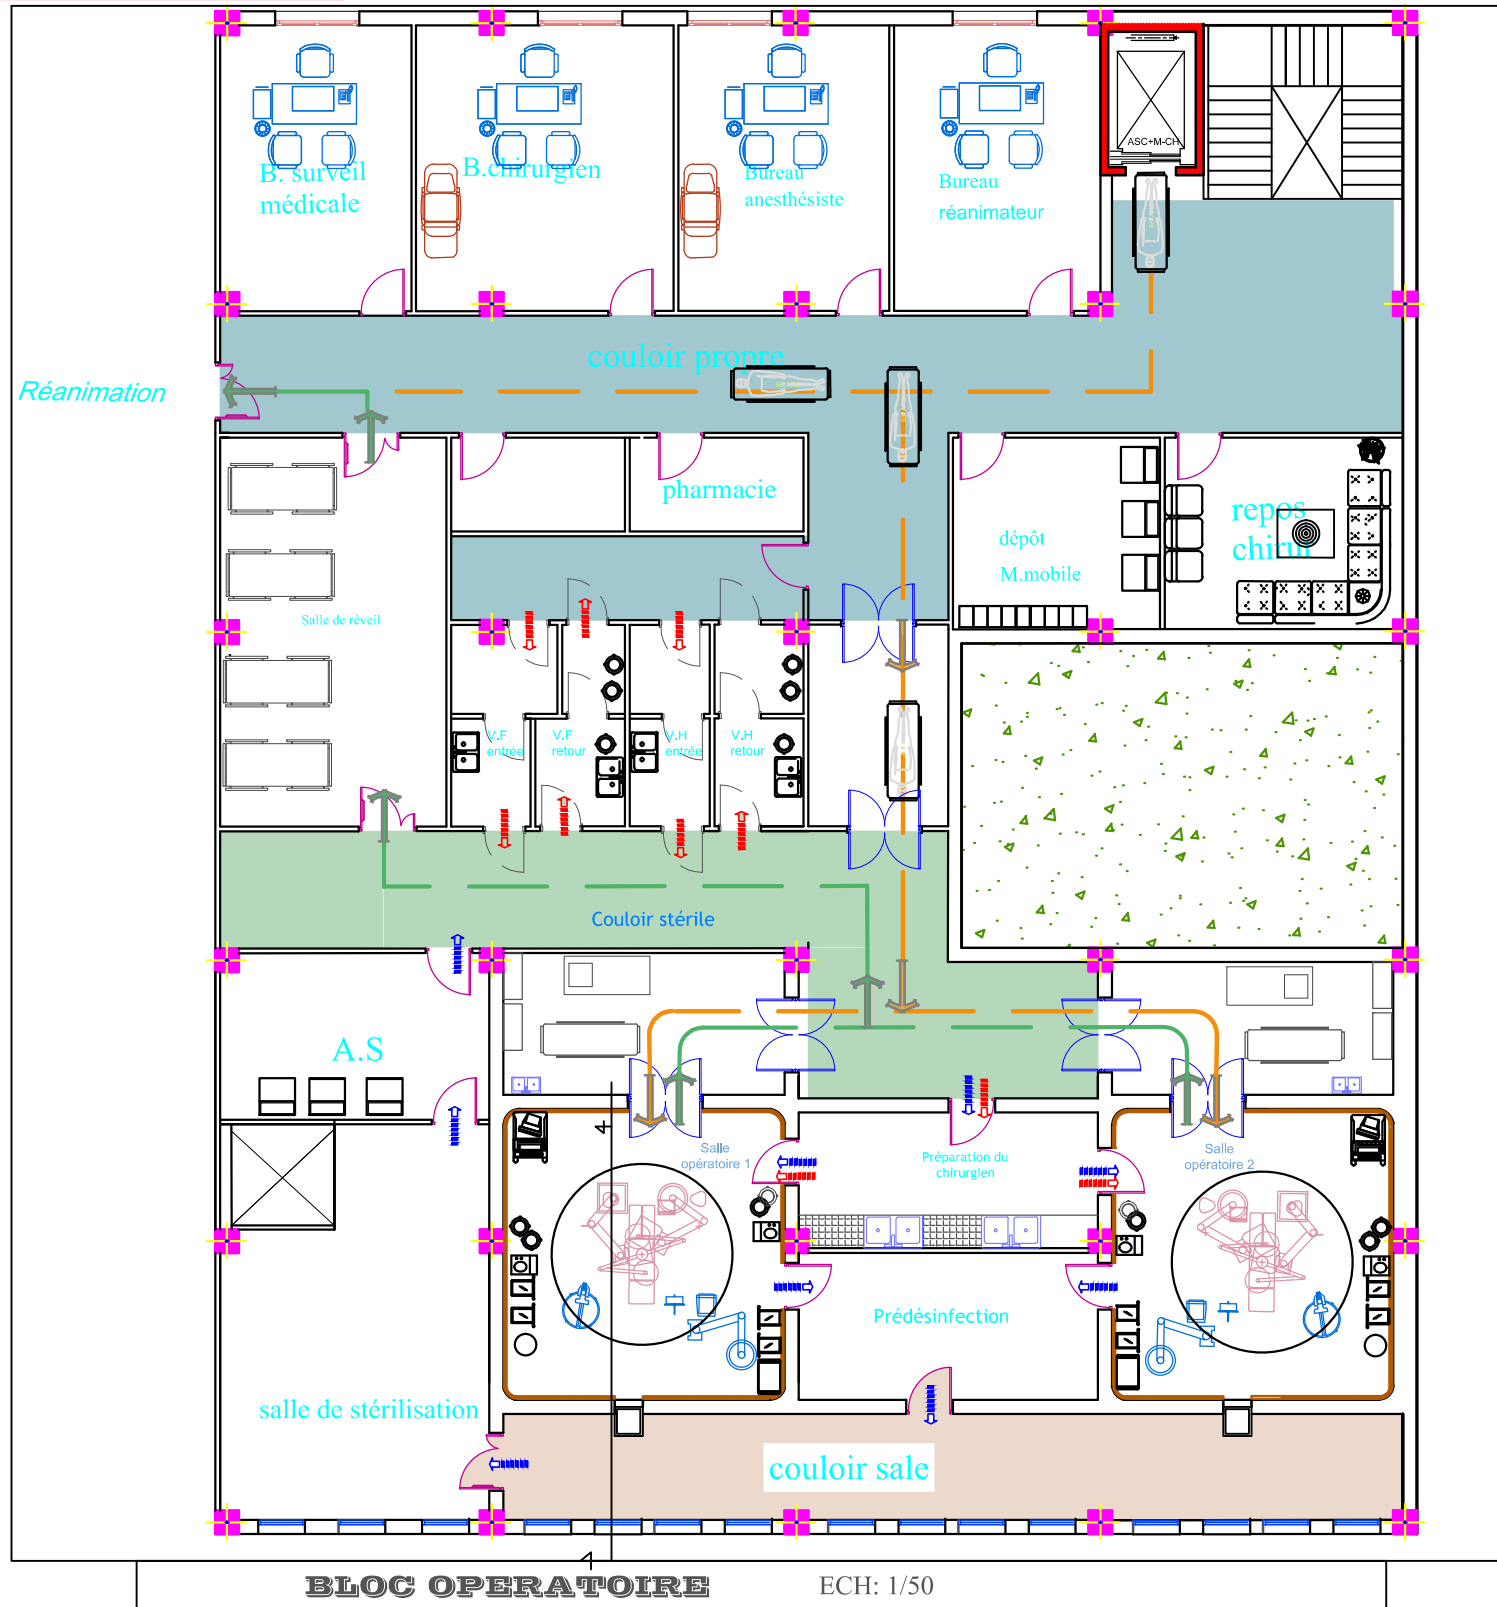 ASC+M-CH
B. surveil
médicale
B.chirurgien
Bureau
anesthésiste
Bureau
réanimateur
couloir propre
Réanimation
pharmacie
dépôt
M.mobile
repos
chirui
Salle de réveil
V.F
entrée
V.F
retour
V.H
entrée
V.H
retour
Couloir stérile
A.S
Salle
opératoire 1
Préparation du
chirurgien
Salle
opératoire 2
Prédésinfection
salle de stérilisation
couloir sale
BLOC OPERATOIRE
ECH: 1/50